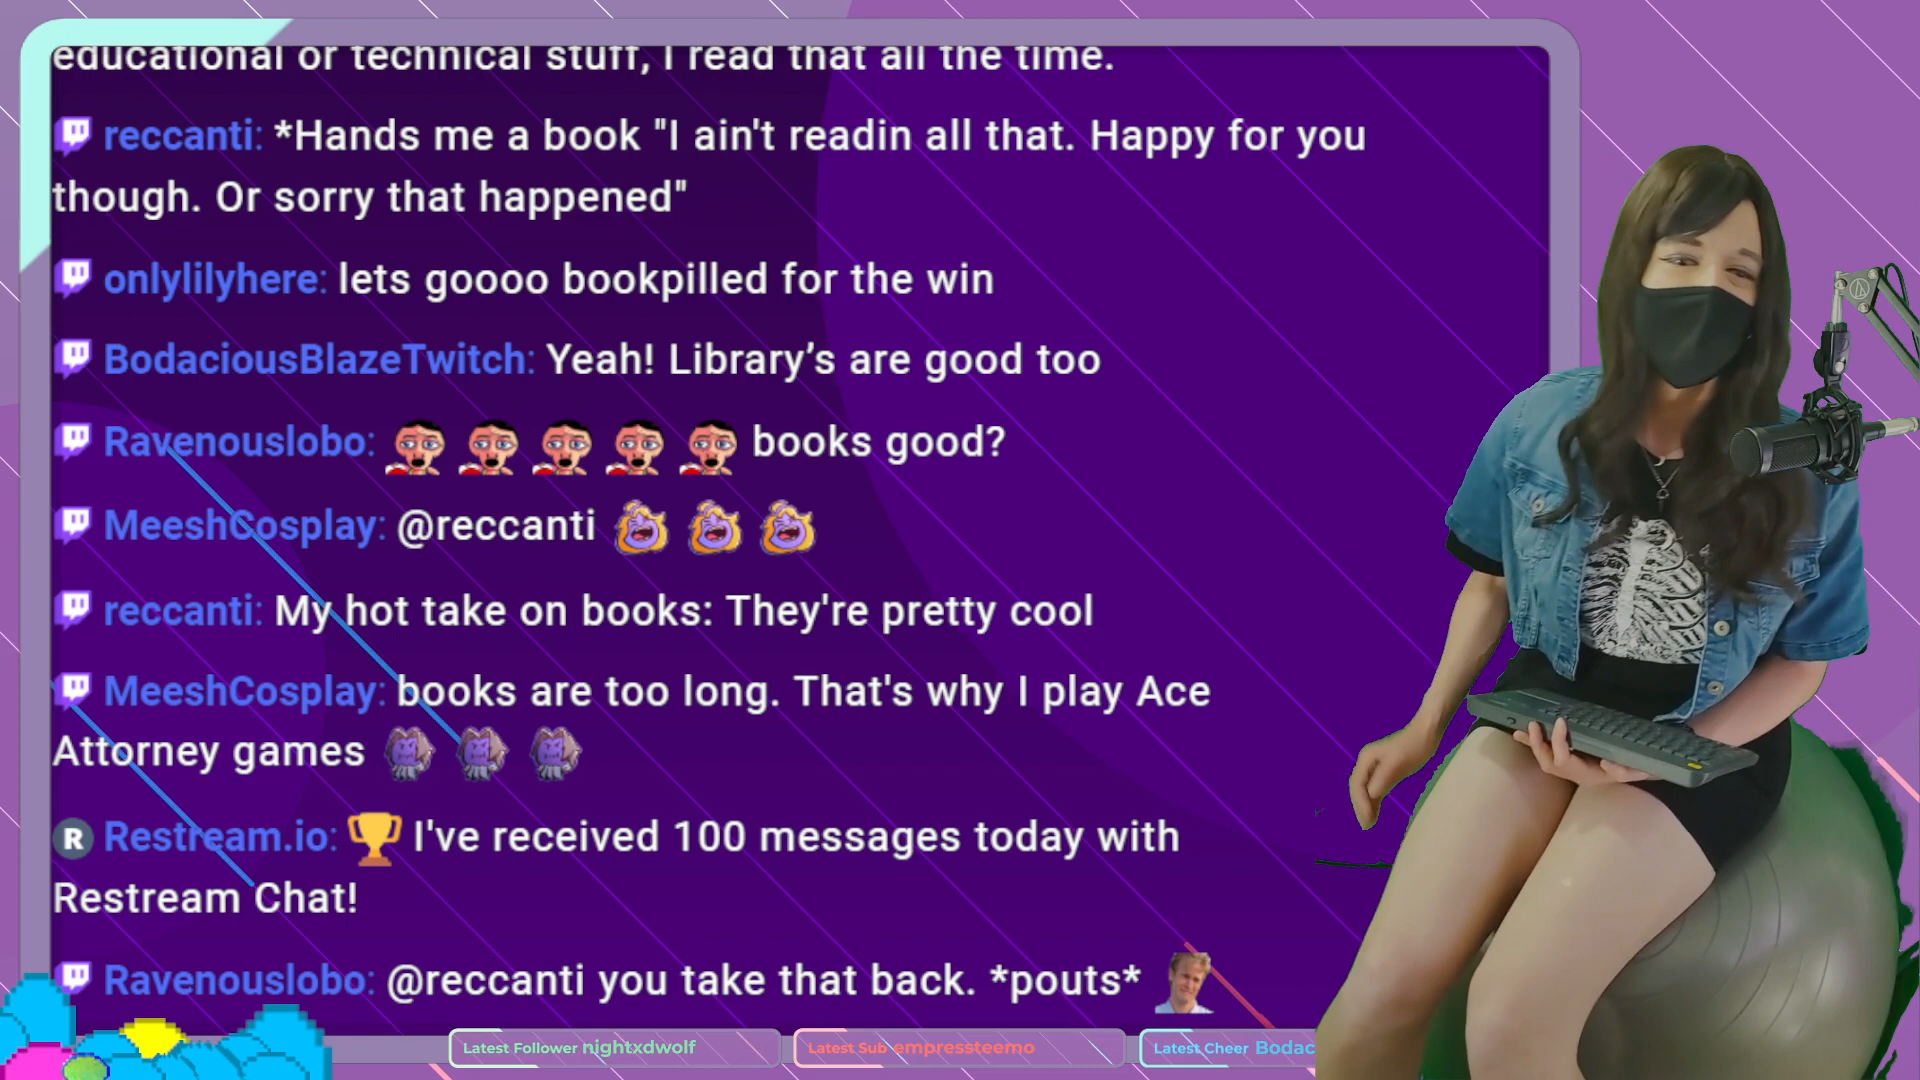 educational or technical stuff, I read that all the time.
reccanti: *Hands me a book "I ain't readin all that. Happy for you
though. Or sorry that happened"
onlylilyhere: lets goooo bookpilled for the win
BodaciousBlazeTwitch: Yeah! Library’s are good too
Ravenouslobo: books good?
MeeshCosplay: @reccanti
reccanti: My hot take on books: They're pretty cool
MeeshCosplay: books are too long. That's why I play Ace
Attorney games
R Restream.io: I've received 100 messages today with
Restream Chat!
Ravenouslobo: @reccanti you take that back. *pouts*
Latest Follower nightxdwolf
Latest Sub empressteemo
Latest Cheer Bodac